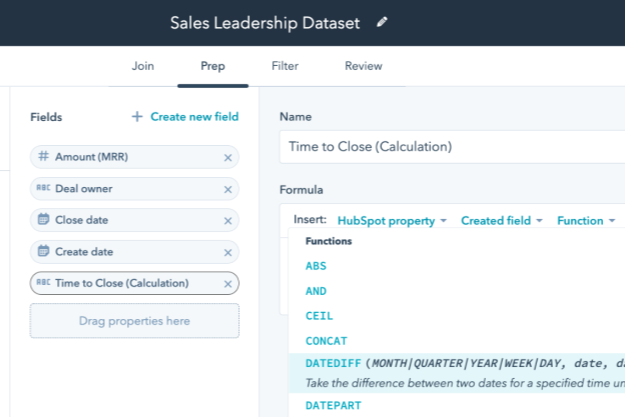 Sales Leadership Dataset
Join Prep Filter Review
Fields + Create new field
# Amount (MRR) ×
ABC Deal owner ×
Close date ×
Create date ×
ABC Time to Close (Calculation) ×
Drag properties here
Name
Time to Close (Calculation)
Formula
Insert: HubSpot property Created field Function
Functions
ABS
AND
CEIL
CONCAT
DATEDIFF (MONTH|QUARTER|YEAR|WEEK|DAY, date,
Take the difference between two dates for a specified time
DATEPART